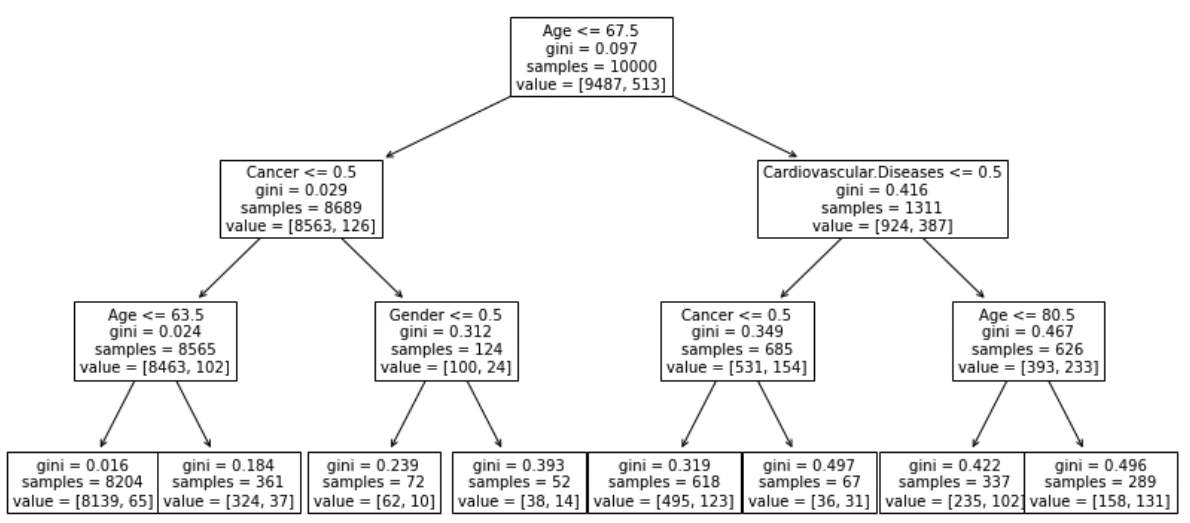 Age <= 67.5
gini = 0.097
samples = 10000
value = [9487, 513]
Cancer <= 0.5
gini = 0.029
samples = 8689
value = [8563, 126]
Cardiovascular.Diseases <= 0.5
gini = 0.416
samples = 1311
value = [924, 387]
Age <= 63.5
gini = 0.024
samples = 8565
value = [8463, 102]
Gender <= 0.5
gini = 0.312
samples = 124
value = [100, 24]
Cancer <= 0.5
gini = 0.349
samples = 685
value = [531, 154]
Age <= 80.5
gini = 0.467
samples = 626
value = [393, 233]
gini = 0.016
samples = 8204
value = [8139, 65]
gini = 0.184
samples = 361
value = [324, 37]
gini = 0.239
samples = 72
value = [62, 10]
gini = 0.393
samples = 52
value = [38, 14]
gini = 0.319
samples = 618
value = [495, 123]
gini = 0.497
samples = 67
value = [36, 31]
gini = 0.422
samples = 337
value = [235, 102]
gini = 0.496
samples = 289
value = [158, 131]